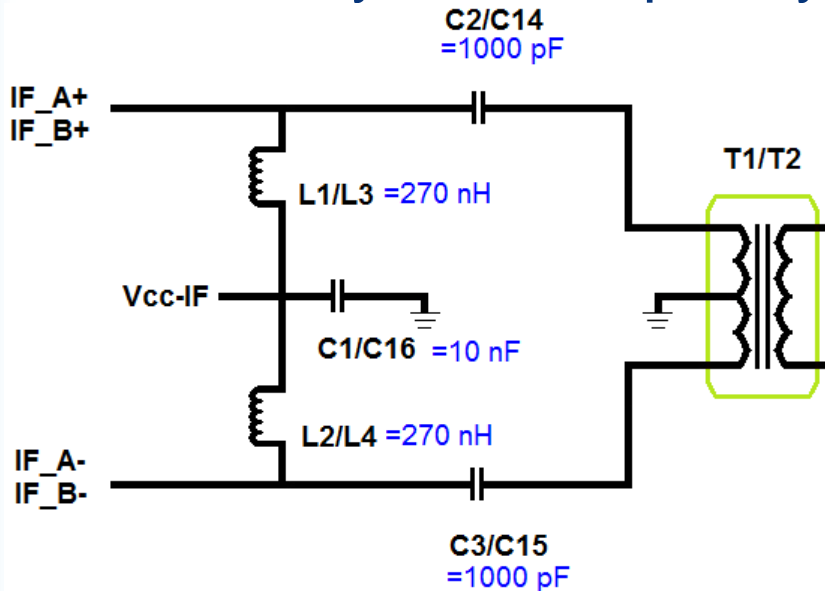 C2/C14
=1000 pF
IF_A+
IF_B+
T1/T2
L1/L3 =270 nH
Vcc-IF
C1/C16 =10 nF
L2/L4 =270 nH
IF_A-
IF_B-
C3/C15
=1000 pF